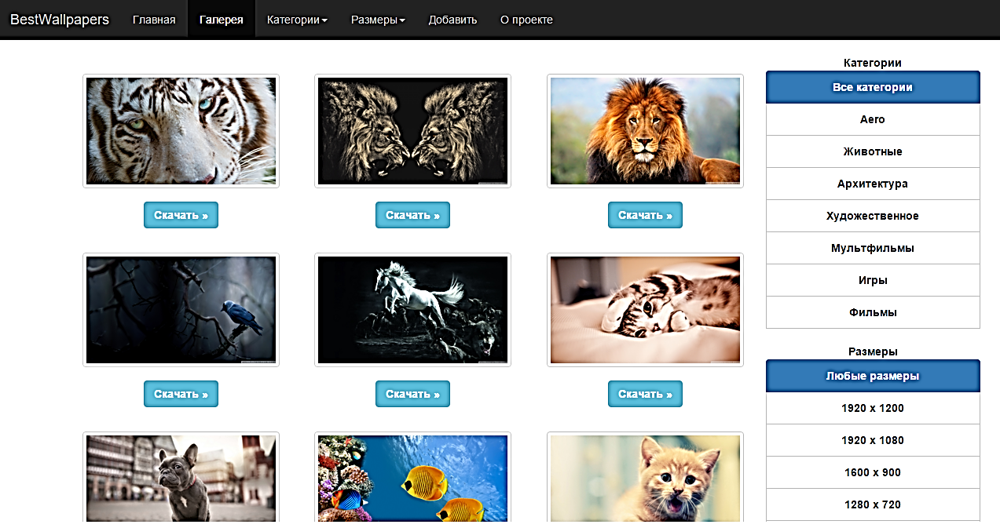 BestWallpapers Главная Галерея Категории Размеры Добавить О проекте
Скачать » Скачать » Скачать »
Скачать » Скачать » Скачать »
Категории
Все категории
Aero
Животные
Архитектура
Художественное
Мультфильмы
Игры
Фильмы
Размеры
Любые размеры
1920 x 1200
1920 x 1080
1600 x 900
1280 x 720